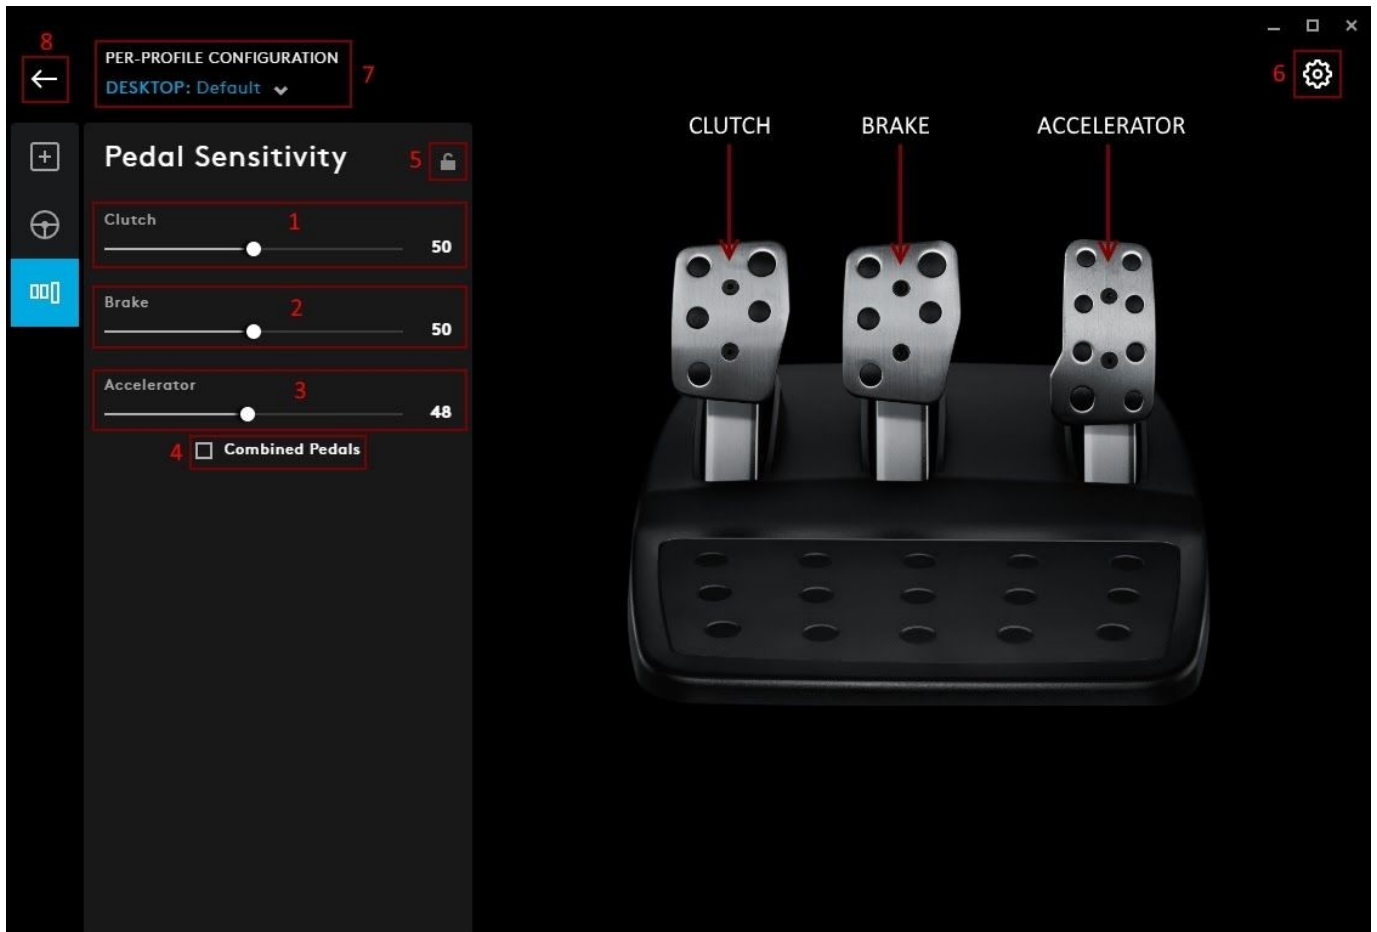 8
PER-PROFILE CONFIGURATION
DESKTOP: Default
7
6
CLUTCH BRAKE ACCELERATOR
Pedal Sensitivity
5
Clutch
1
50
Brake
2
50
Accelerator
3
48
4
Combined Pedals